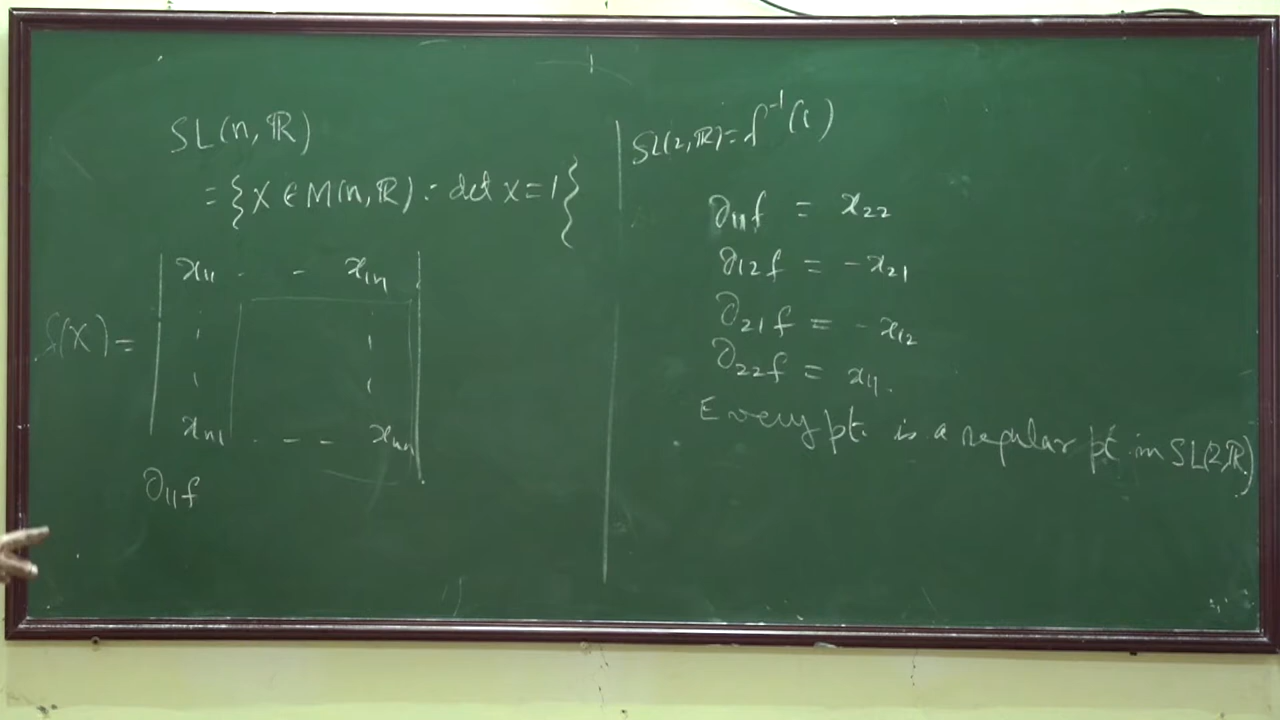 SL(n, ℝ)
= {X ∈ M(n, ℝ) : det X = 1}
f(X) = | x₁₁ . - x₁ₙ |
xₙ₁ . - - xₙₙ
∂₁₁f
SL(2, ℝ) = f⁻¹(1)
∂₁₁f = x₂₂
∂₁₂f = -x₂₁
∂₂₁f = -x₁₂
∂₂₂f = x₁₁.
Every pt. is a regular pt. in SL(2,ℝ)